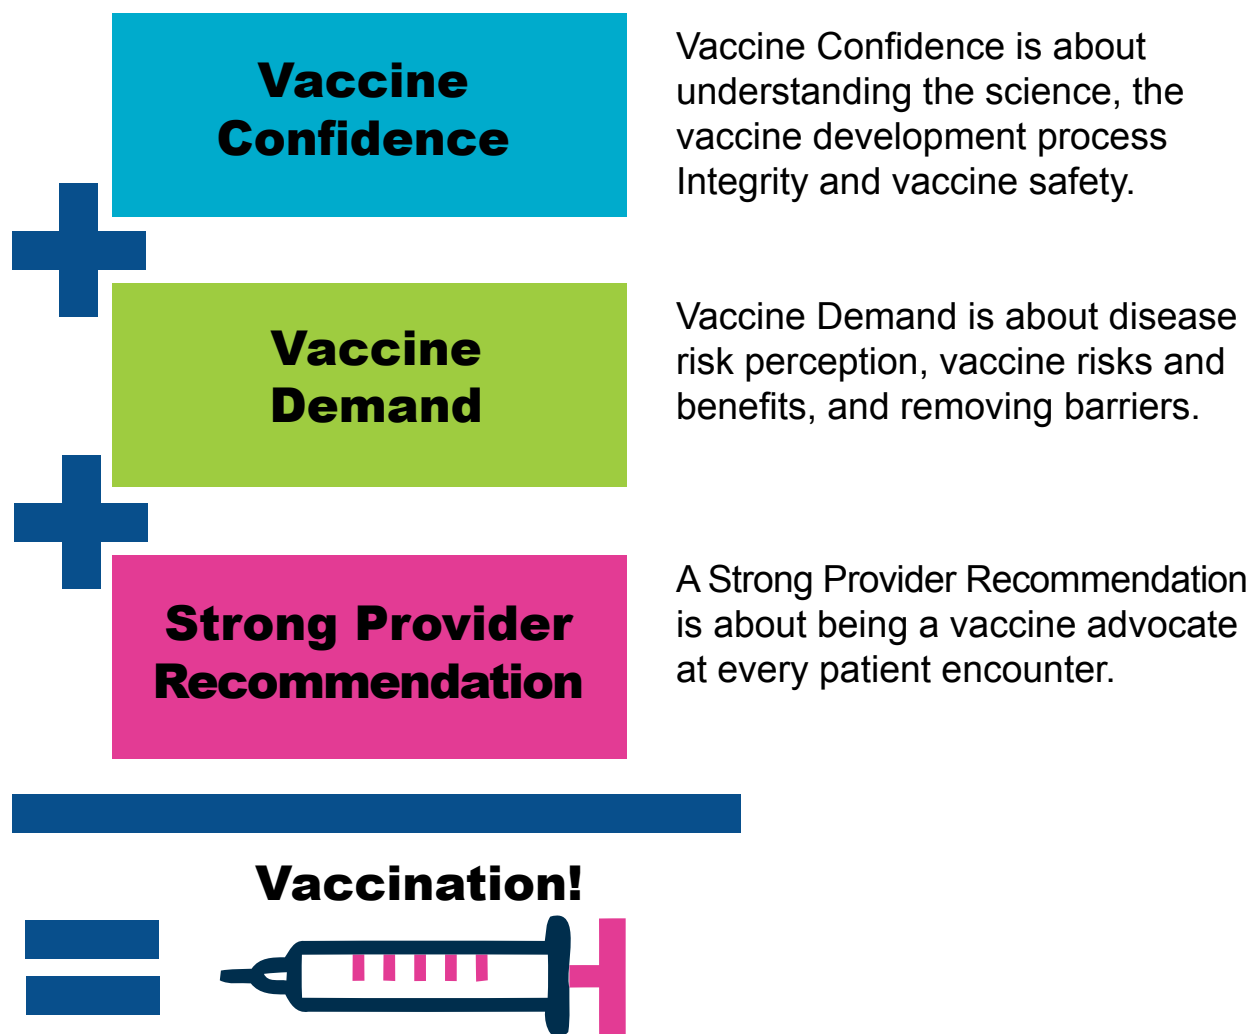 Vaccine
Confidence
Vaccine Confidence is about
understanding the science, the
vaccine development process
Integrity and vaccine safety.
Vaccine
Demand
Vaccine Demand is about disease
risk perception, vaccine risks and
benefits, and removing barriers.
Strong Provider
Recommendation
A Strong Provider Recommendation
is about being a vaccine advocate
at every patient encounter.
Vaccination!